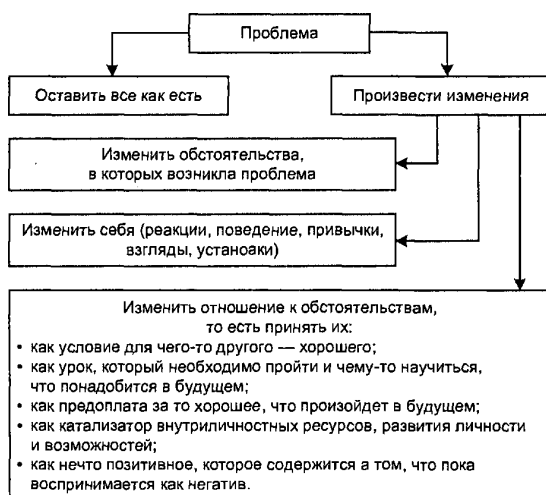 Проблема
Оставить все как есть
Произвести изменения
Изменить обстоятельства,
в которых возникла проблема
Изменить себя (реакции, поведение, привычки,
взгляды, устаноаки)
Изменить отношение к обстоятельствам,
то есть принять их:
• как условие для чего-то другого — хорошего;
• как урок, который необходимо пройти и чему-то научиться,
что понадобится в будущем;
• как предоплата за то хорошее, что произойдет в будущем;
• как катализатор внутриличностных ресурсов, развития личности
и возможностей;
• как нечто позитивное, которое содержится а том, что пока
воспринимается как негатив.